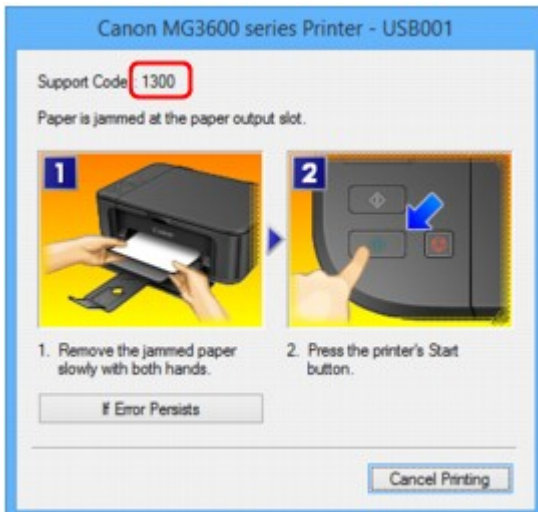 Canon MG3600 series Printer - USB001
Support Code : 1300
Paper is jammed at the paper output slot.
1
2
Canon
1. Remove the jammed paper
slowly with both hands.
2. Press the printer's Start
button.
If Error Persists
Cancel Printing